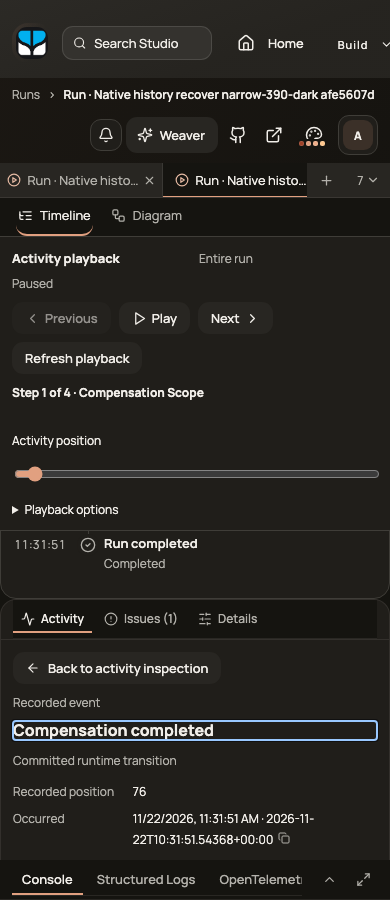 Search Studio
Home
Build
Runs > Run · Native history recover narrow-390-dark afe5607d
Weaver
A
Run · Native histo...
Run · Native histo...
7
Timeline
Diagram
Activity playback
Entire run
Paused
Previous
Play
Next
Refresh playback
Step 1 of 4 · Compensation Scope
Activity position
Playback options
11:31:51
Run completed
Completed
Activity
Issues (1)
Details
Back to activity inspection
Recorded event
Compensation completed
Committed runtime transition
Recorded position
76
Occurred
11/22/2026, 11:31:51 AM · 2026-11-
22T10:31:51.54368+00:00
Console
Structured Logs
OpenTelemet